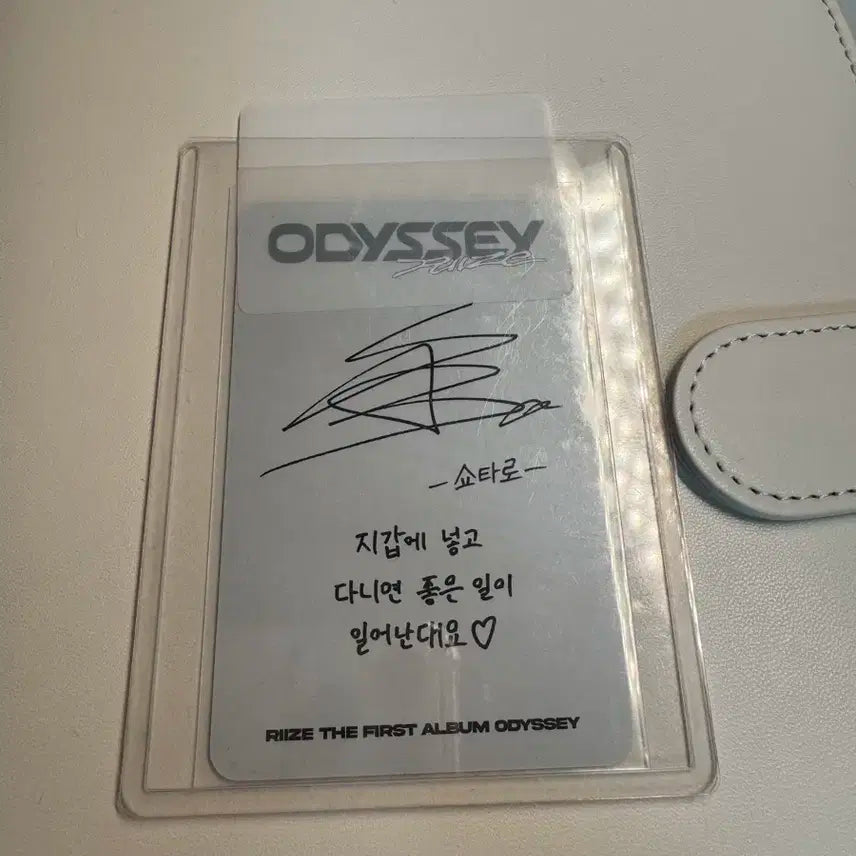 ODYSSEY
RIIZE
-쇼타로-
지갑에 넣고
다니면 좋은 일이
일어난대요♡
RIIZE THE FIRST ALBUM ODYSSEY